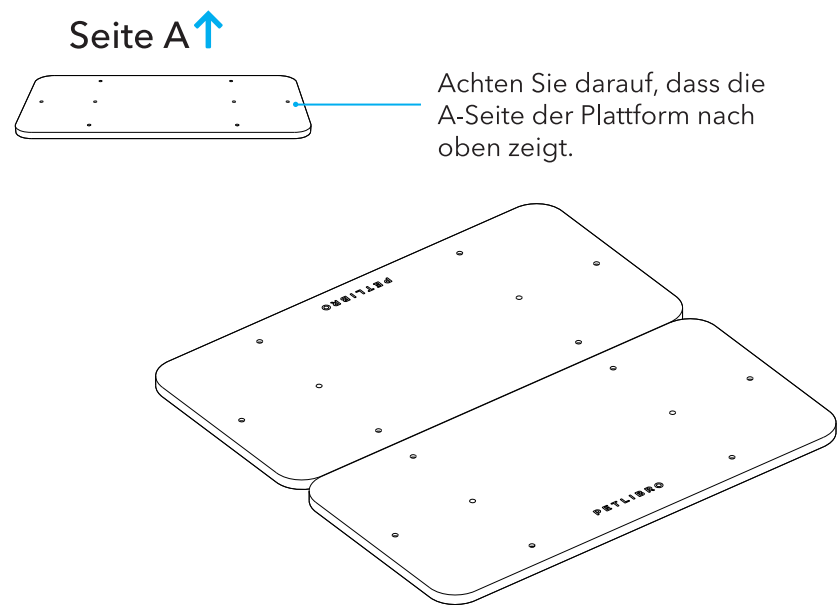 Seite A
Achten Sie darauf, dass die
A-Seite der Plattform nach
oben zeigt.
PETLIBRO
PETLIBRO